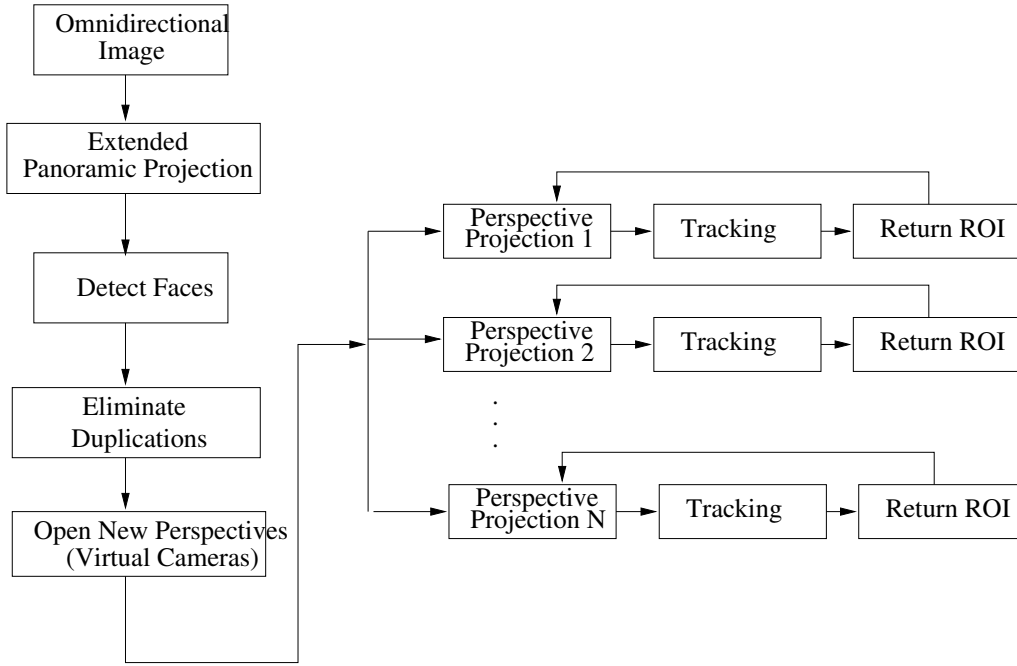 Omnidirectional
Image
Extended
Panoramic Projection
Detect Faces
Eliminate
Duplications
Open New Perspectives
(Virtual Cameras)
Perspective
Projection 1
Tracking
Return ROI
Perspective
Projection 2
Tracking
Return ROI
.
.
.
Perspective
Projection N
Tracking
Return ROI